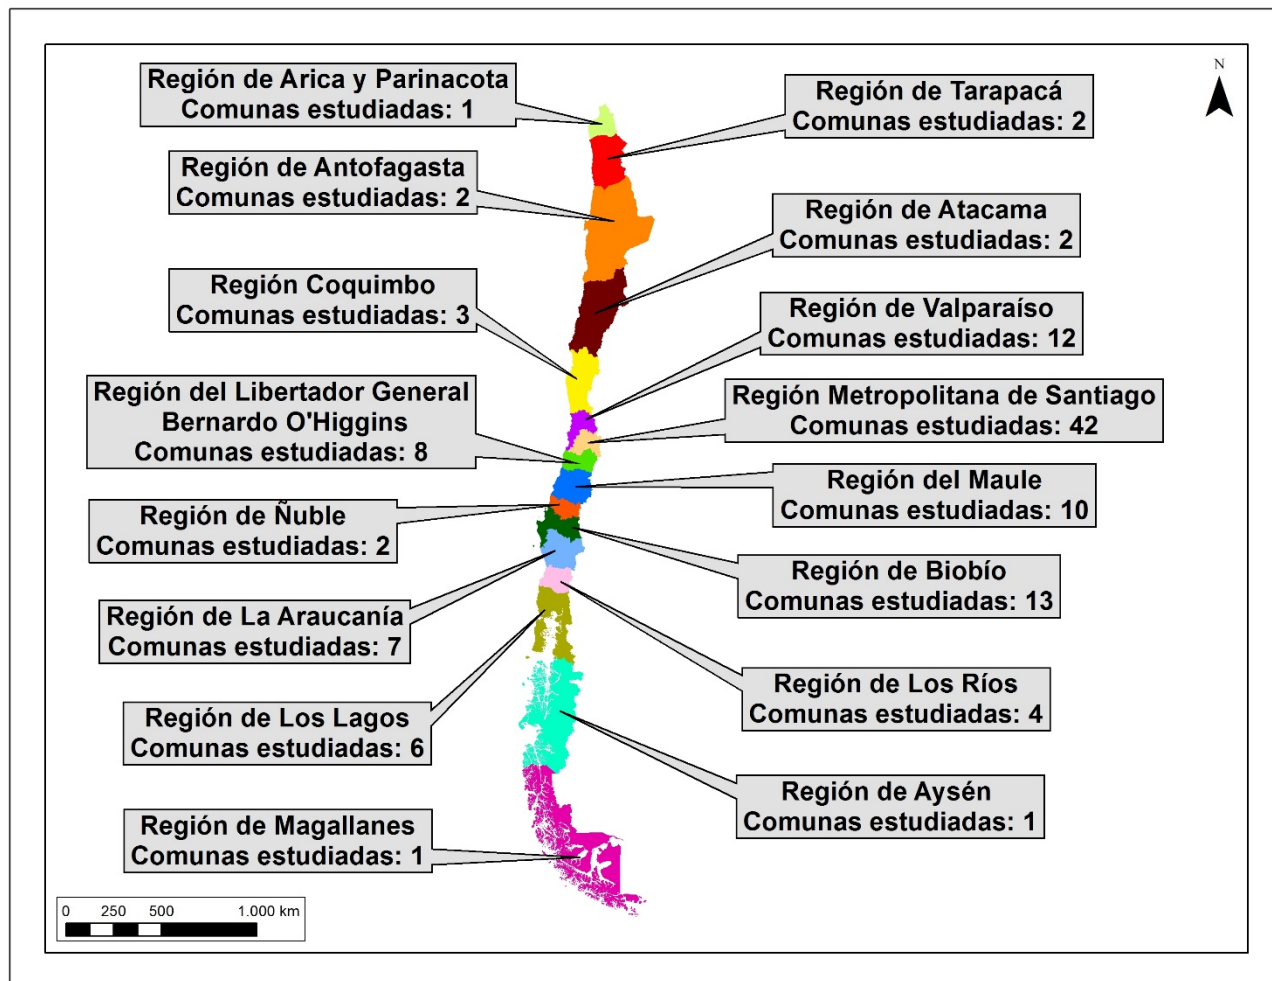 N
Región de Arica y Parinacota
Comunas estudiadas: 1
Región de Tarapacá
Comunas estudiadas: 2
Región de Antofagasta
Comunas estudiadas: 2
Región de Atacama
Comunas estudiadas: 2
Región Coquimbo
Comunas estudiadas: 3
Región de Valparaíso
Comunas estudiadas: 12
Región del Libertador General
Bernardo O'Higgins
Comunas estudiadas: 8
Región Metropolitana de Santiago
Comunas estudiadas: 42
Región del Maule
Comunas estudiadas: 10
Región de Ñuble
Comunas estudiadas: 2
Región de Biobío
Comunas estudiadas: 13
Región de La Araucanía
Comunas estudiadas: 7
Región de Los Ríos
Comunas estudiadas: 4
Región de Los Lagos
Comunas estudiadas: 6
Región de Aysén
Comunas estudiadas: 1
Región de Magallanes
Comunas estudiadas: 1
0 250 500 1.000 km